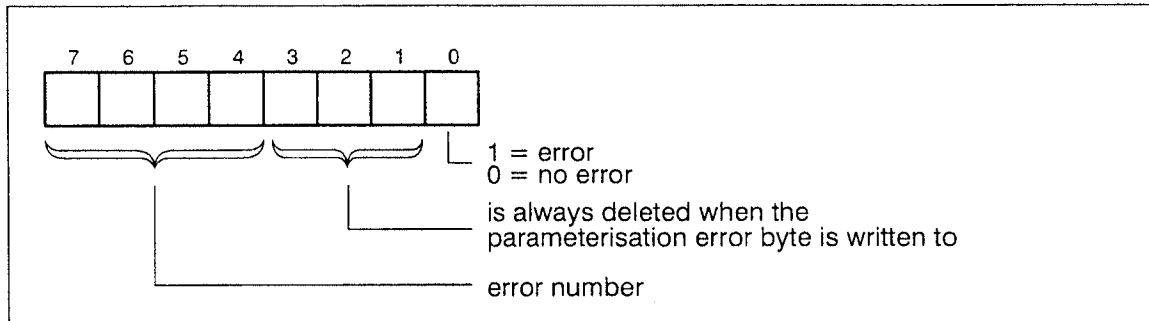 7 6 5 4 3 2 1 0
1 = error
0 = no error
is always deleted when the
parameterisation error byte is written to
error number